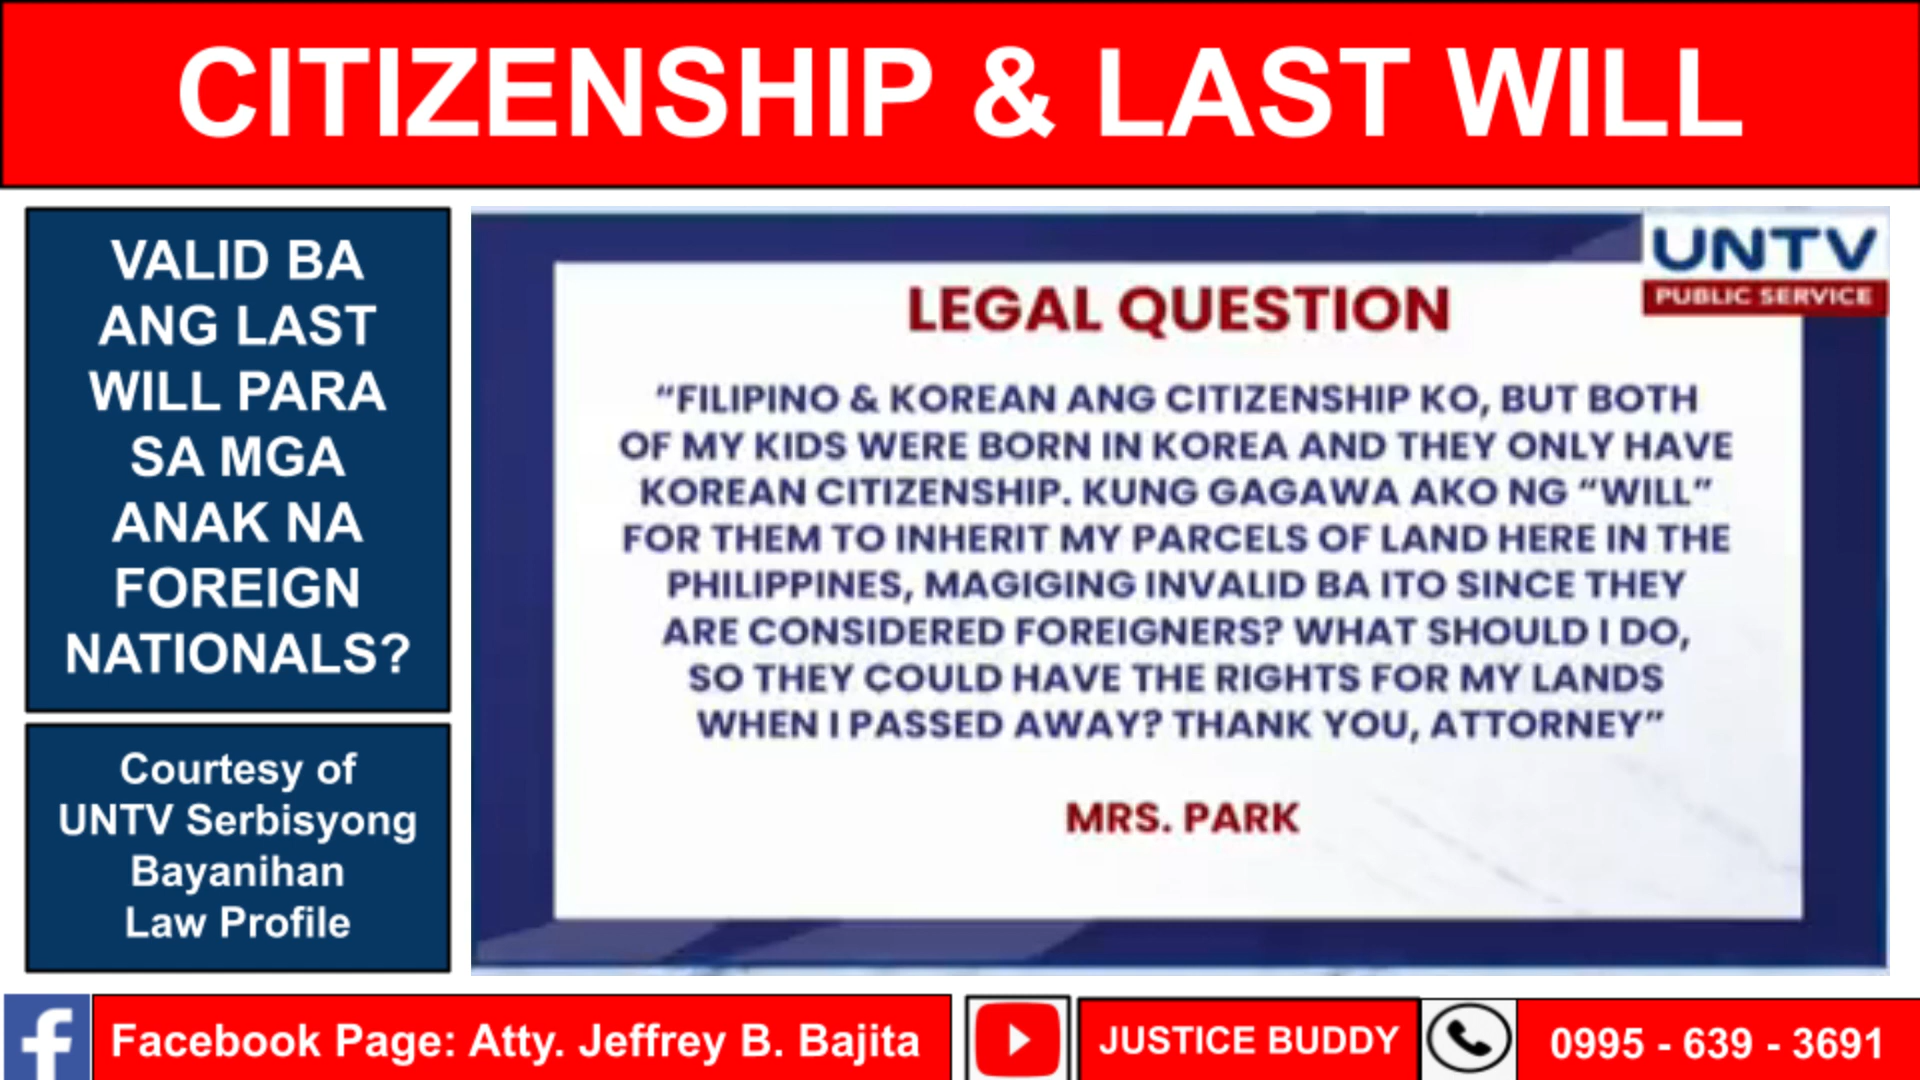 CITIZENSHIP & LAST WILL
VALID BA
ANG LAST
WILL PARA
SA MGA
ANAK NA
FOREIGN
NATIONALS?
Courtesy of
UNTV Serbisyong
Bayanihan
Law Profile
UNTV
PUBLIC SERVICE
LEGAL QUESTION
“FILIPINO & KOREAN ANG CITIZENSHIP KO, BUT BOTH
OF MY KIDS WERE BORN IN KOREA AND THEY ONLY HAVE
KOREAN CITIZENSHIP. KUNG GAGAWA AKO NG “WILL”
FOR THEM TO INHERIT MY PARCELS OF LAND HERE IN THE
PHILIPPINES, MAGIGING INVALID BA ITO SINCE THEY
ARE CONSIDERED FOREIGNERS? WHAT SHOULD I DO,
SO THEY COULD HAVE THE RIGHTS FOR MY LANDS
WHEN I PASSED AWAY? THANK YOU, ATTORNEY”
MRS. PARK
Facebook Page: Atty. Jeffrey B. Bajita
JUSTICE BUDDY
0995 - 639 - 3691